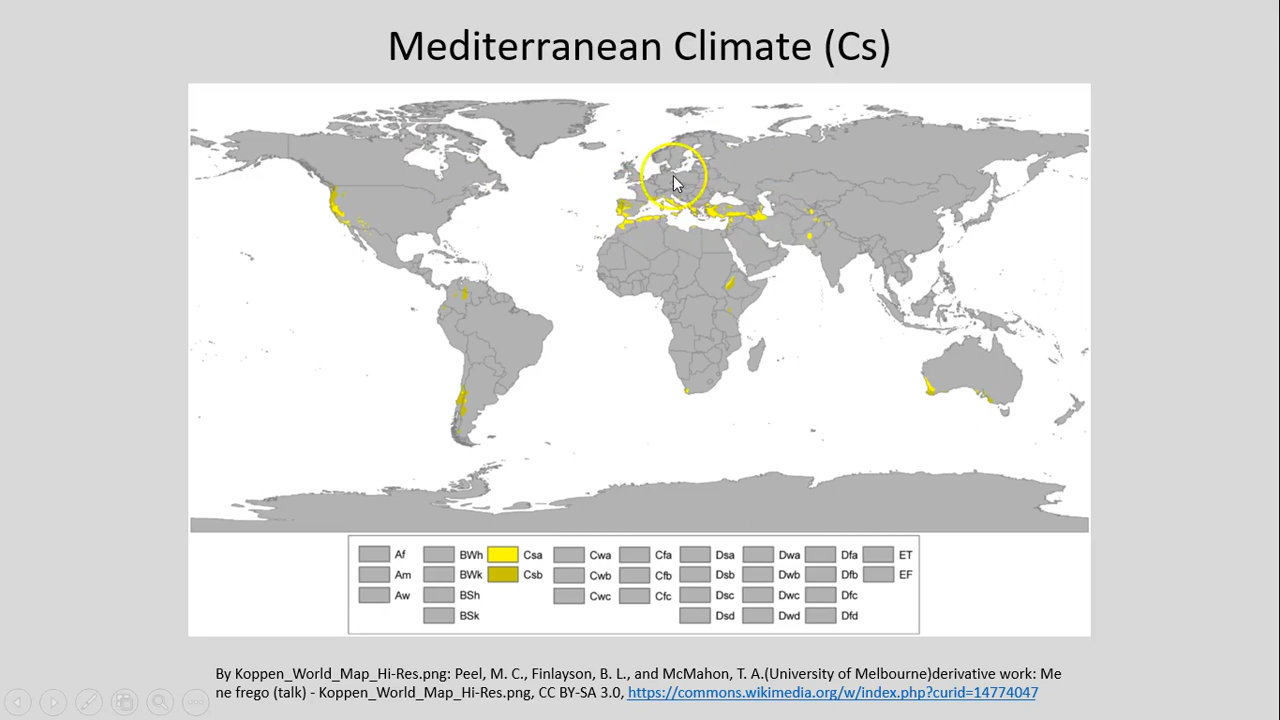 Mediterranean Climate (Cs)
Af BWh Csa Cwa Cfa Dsa Dwa Dfa ET
Am BWk Csb Cwb Cfb Dsb Dwb Dfb EF
Aw BSh Cwc Cfc Dsc Dwc Dfc
BSk Dsd Dwd Dfd
By Koppen_World_Map_Hi-Res.png: Peel, M. C., Finlayson, B. L., and McMahon, T. A.(University of Melbourne)derivative work: Me
ne frego (talk) - Koppen_World_Map_Hi-Res.png, CC BY-SA 3.0, https://commons.wikimedia.org/w/index.php?curid=14774047